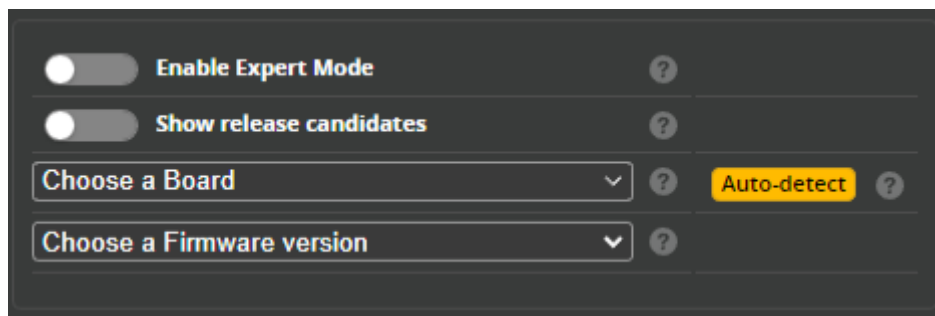 Enable Expert Mode ?
Show release candidates ?
Choose a Board ? Auto-detect ?
Choose a Firmware version ?